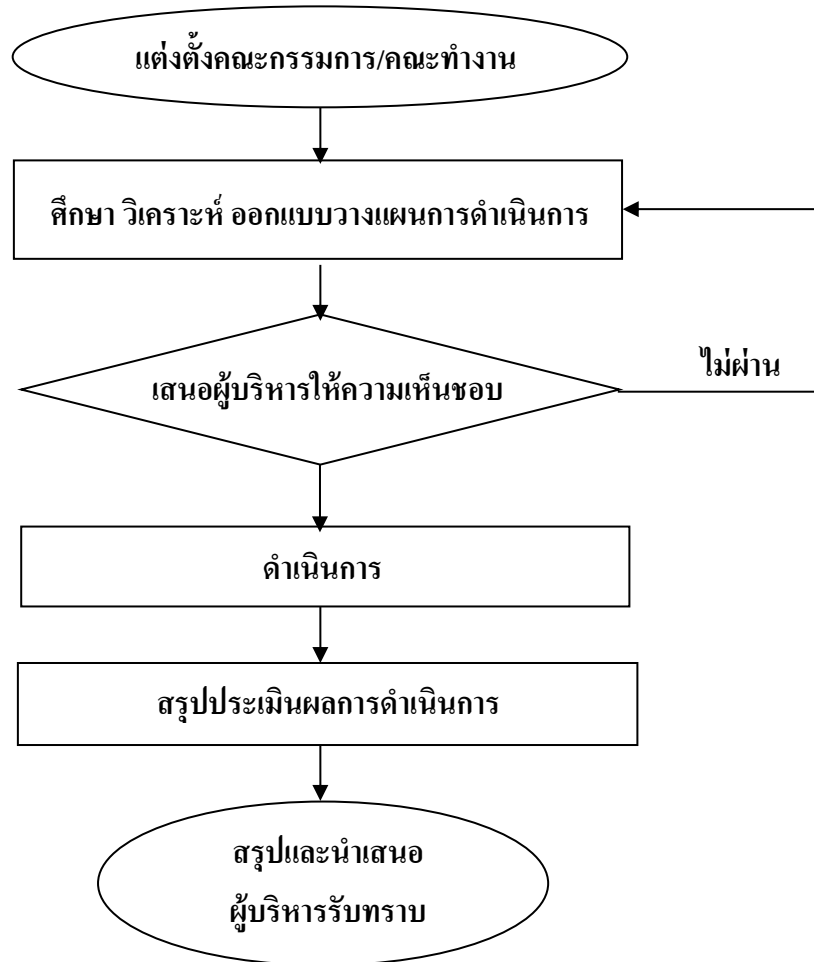 แต่งตั้งคณะกรรมการ/คณะทำงาน
ศึกษา วิเคราะห์ ออกแบบวางแผนการดำเนินการ
เสนอผู้บริหารให้ความเห็นชอบ
ไม่ผ่าน
ดำเนินการ
สรุปประเมินผลการดำเนินการ
สรุปและนำเสนอ
ผู้บริหารรับทราบ